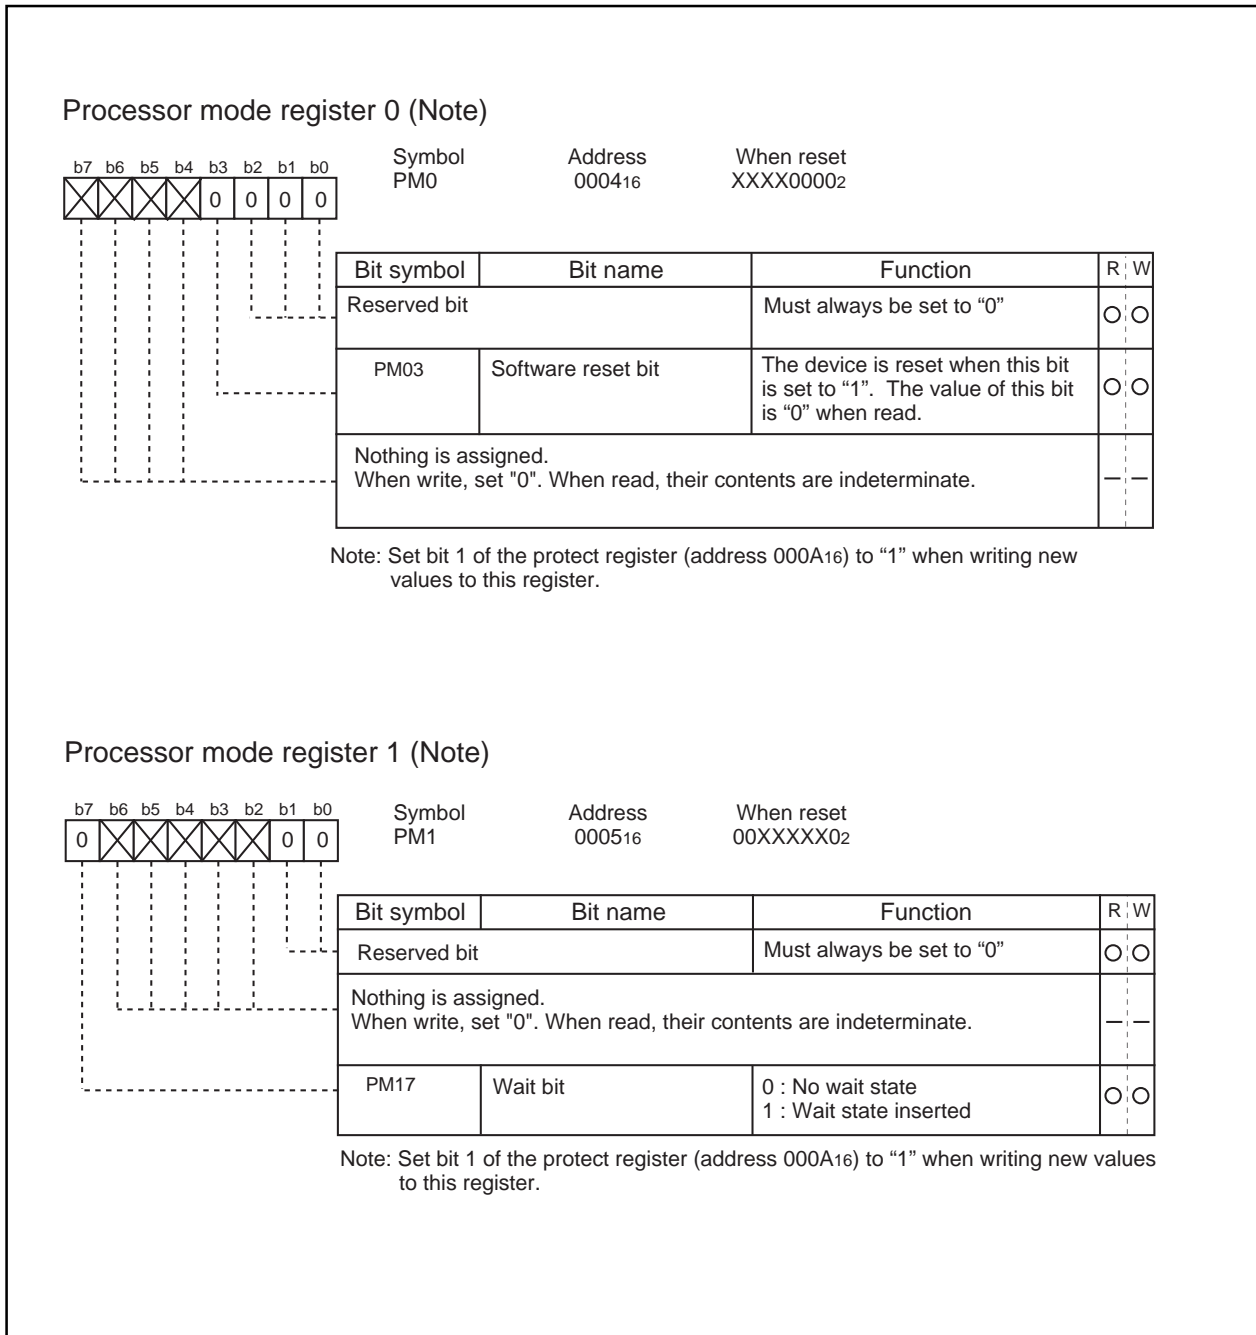 Processor mode register 0 (Note)
Symbol Address When reset
PM0 000416 XXXX00002
b7 b6 b5 b4 b3 b2 b1 b0
0 0 0 0
Bit symbol Bit name Function R W
Reserved bit Must always be set to “0”
PM03 Software reset bit The device is reset when this bit
is set to “1”. The value of this bit
is “0” when read.
Nothing is assigned.
When write, set "0". When read, their contents are indeterminate.
Note: Set bit 1 of the protect register (address 000A16) to “1” when writing new
values to this register.
Processor mode register 1 (Note)
Symbol Address When reset
PM1 000516 00XXXXX02
b7 b6 b5 b4 b3 b2 b1 b0
0 0 0
Bit symbol Bit name Function R W
Reserved bit Must always be set to “0”
Nothing is assigned.
When write, set "0". When read, their contents are indeterminate.
PM17 Wait bit 0 : No wait state
1 : Wait state inserted
Note: Set bit 1 of the protect register (address 000A16) to “1” when writing new values
to this register.